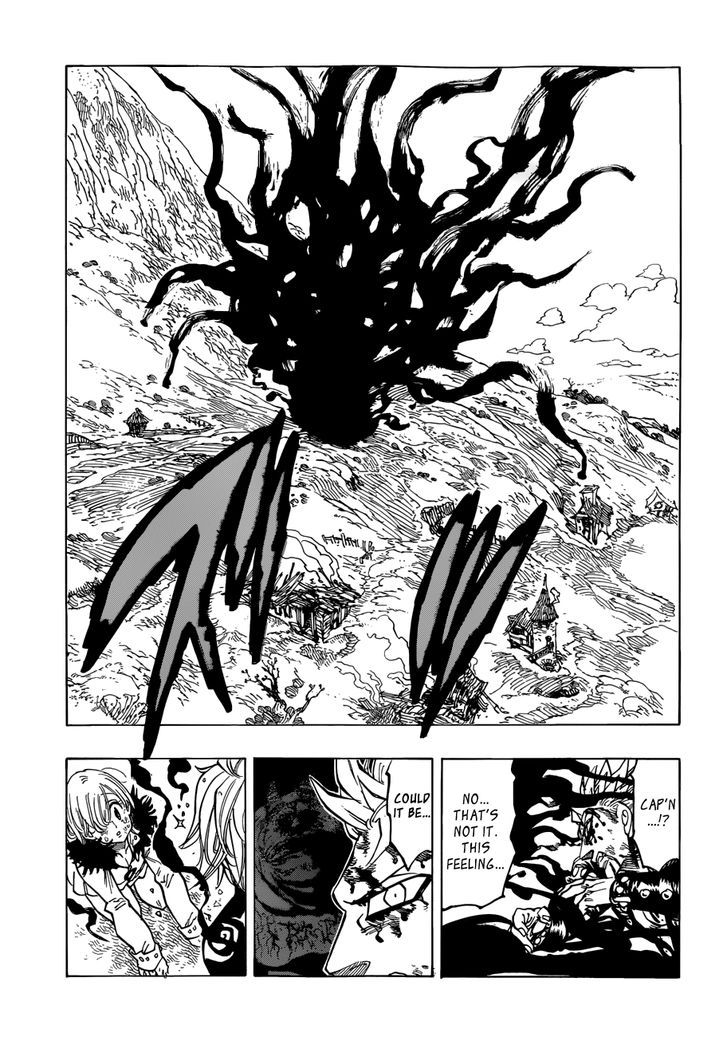 CAP'N
....!?
NO...
THAT'S
NOT IT.
THIS
FEELING...
COULD
IT BE...